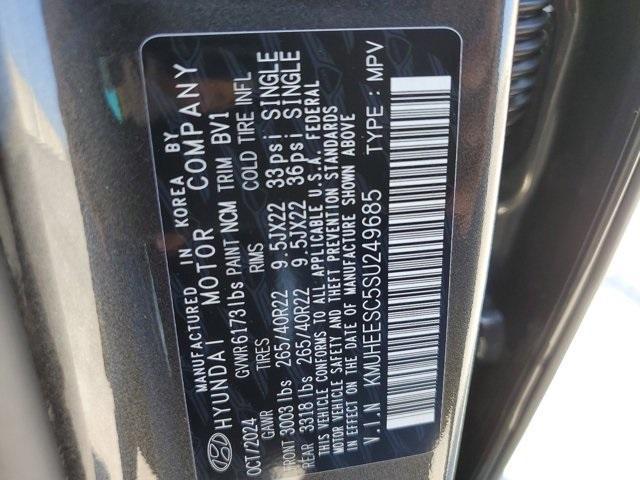 MANUFACTURED IN KOREA BY
HYUNDAI MOTOR COMPANY
OCT/2024 GVWR 6173 lbs PAINT NCM TRIM BV1
GAWR TIRES RIMS COLD TIRE INFL
FRONT 3003 lbs 265/40R22 9.5JX22 33psi SINGLE
REAR 3318 lbs 265/40R22 9.5JX22 36psi SINGLE
THIS VEHICLE CONFORMS TO ALL APPLICABLE U.S.A. FEDERAL
MOTOR VEHICLE SAFETY AND THEFT PREVENTION STANDARDS
IN EFFECT ON THE DATE OF MANUFACTURE SHOWN ABOVE
V.I.N KMUHEESC5SU249685 TYPE : MPV